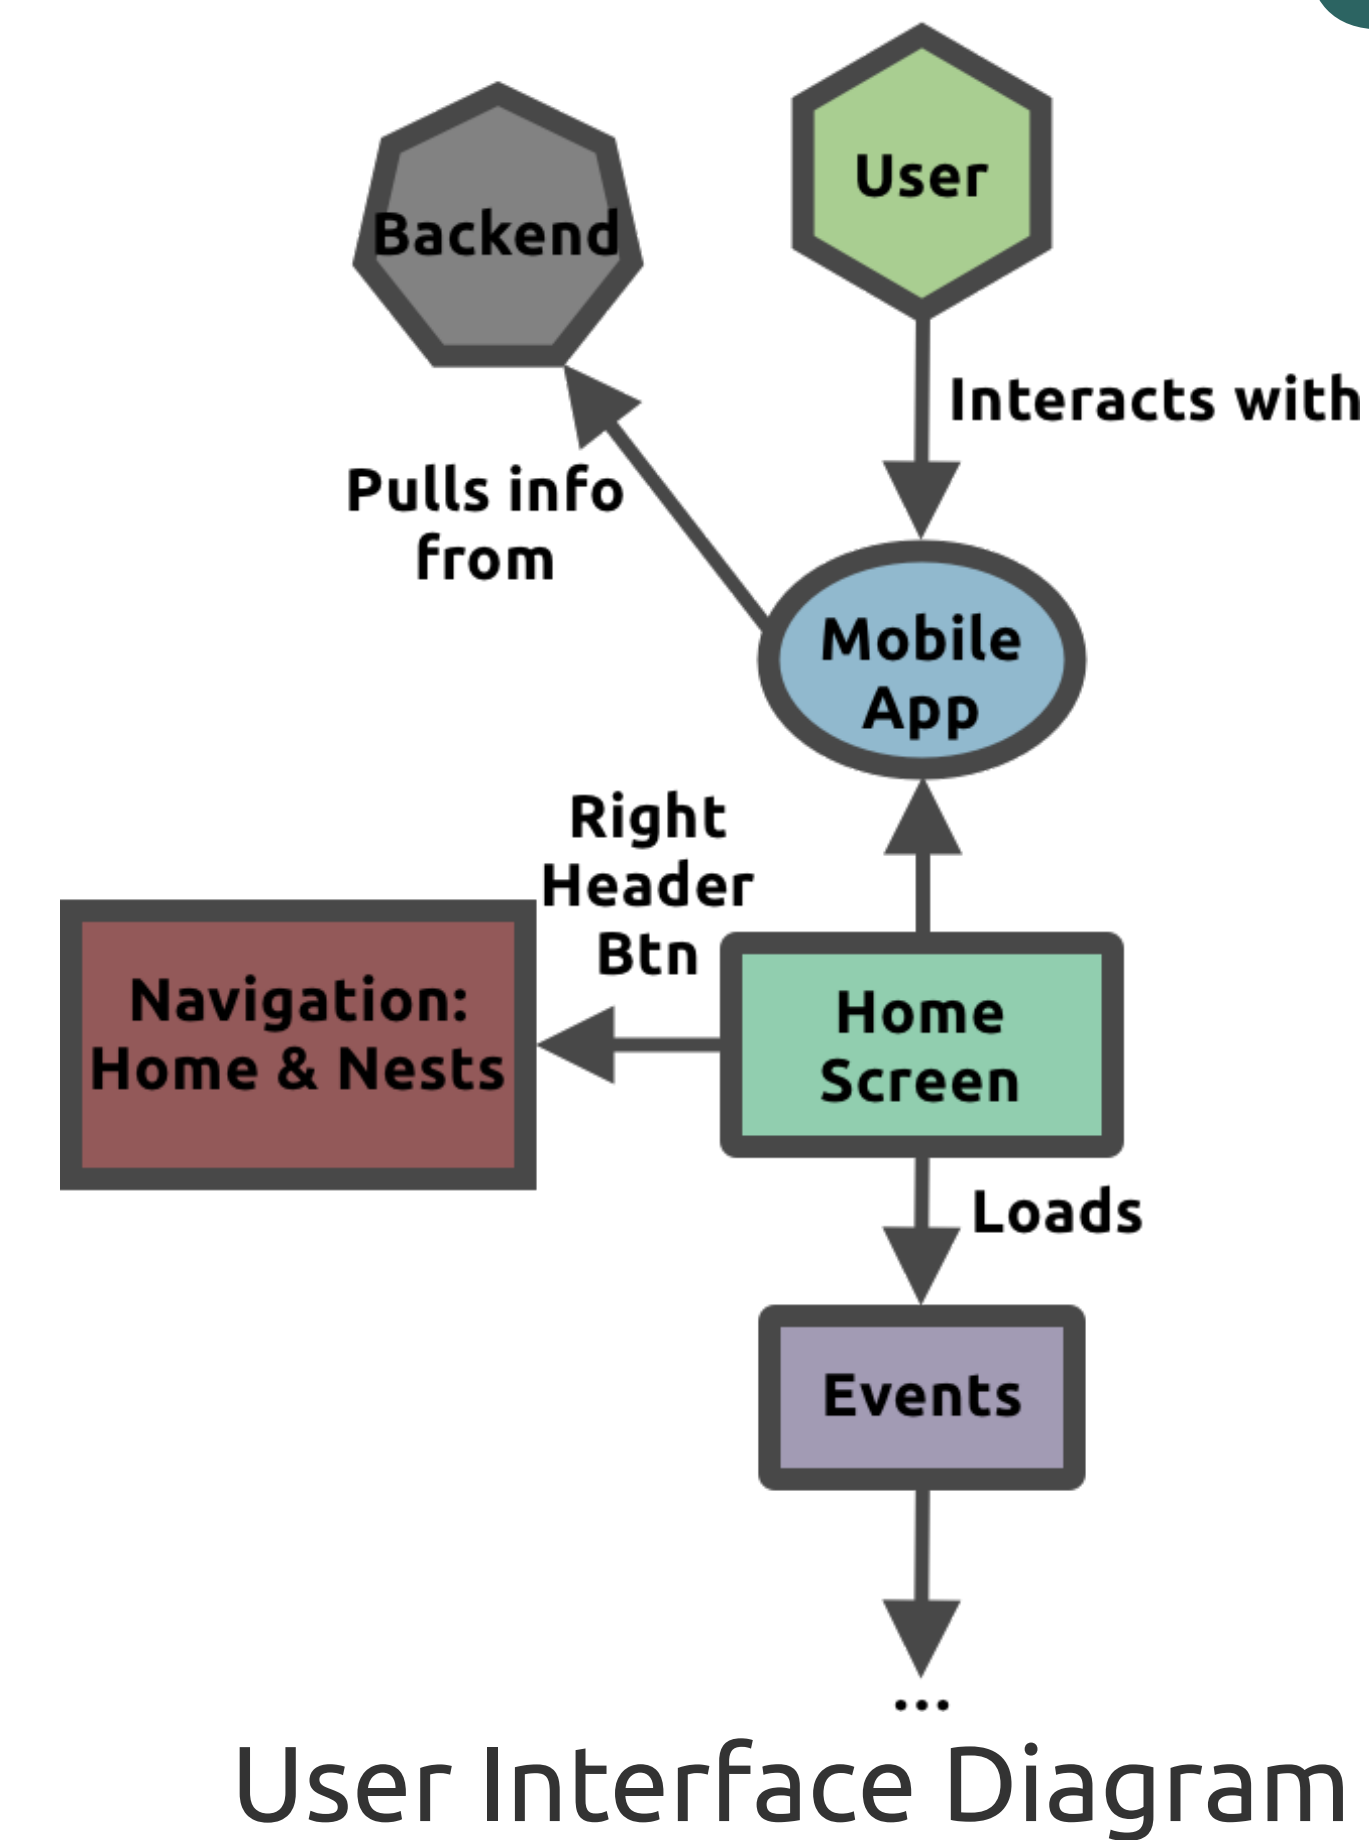 User
Backend
Interacts with
Pulls info
from
Mobile
App
Right
Header
Btn
Navigation:
Home & Nests
Home
Screen
Loads
Events
...
User Interface Diagram